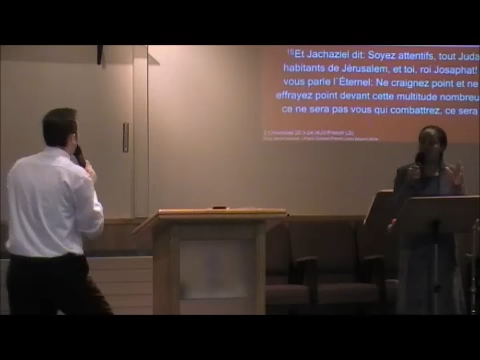 15Et Jachaziel dit: Soyez attentifs, tout Juda
habitants de Jérusalem, et toi, roi Josaphat!
vous parle l'Éternel: Ne craignez point et ne
effrayez point devant cette multitude nombreu
ce ne sera pas vous qui combattrez, ce sera